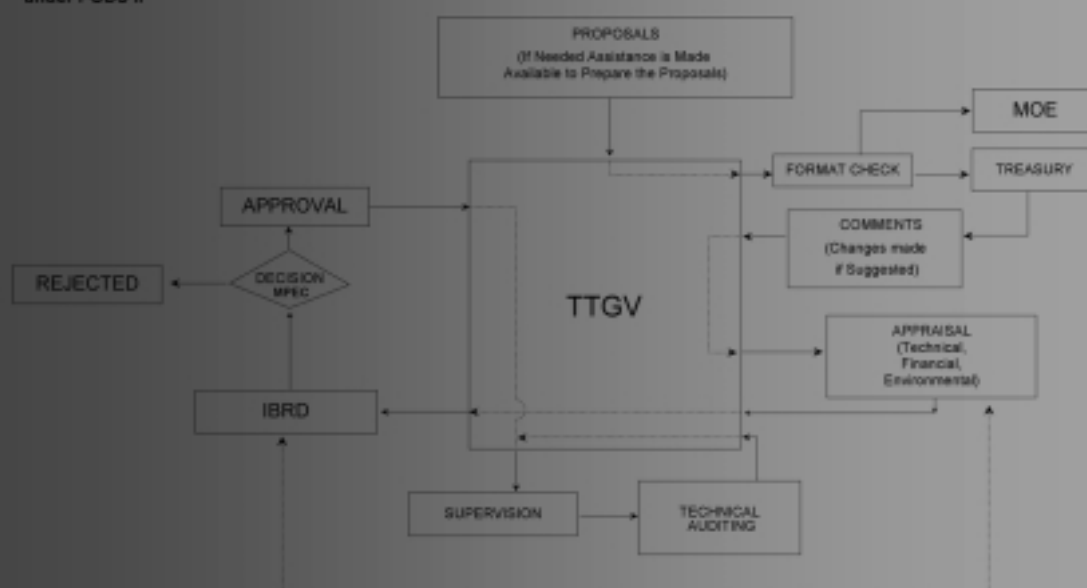 PROPOSALS
(If Needed Assistance is Made
Available to Prepare the Proposals)
MOE
FORMAT CHECK
TREASURY
APPROVAL
COMMENTS
(Changes made
if Suggested)
DECISION
MPEC
REJECTED
TTGV
APPRAISAL
(Technical,
Financial,
Environmental)
IBRD
SUPERVISION
TECHNICAL
AUDITING